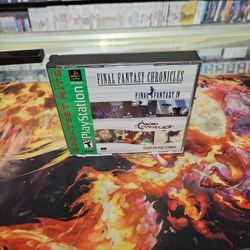 FINAL FANTASY CHRONICLES
FINAL FANTASY IV
CHRONO
TRIGGER
PlayStation
GREATEST HITS